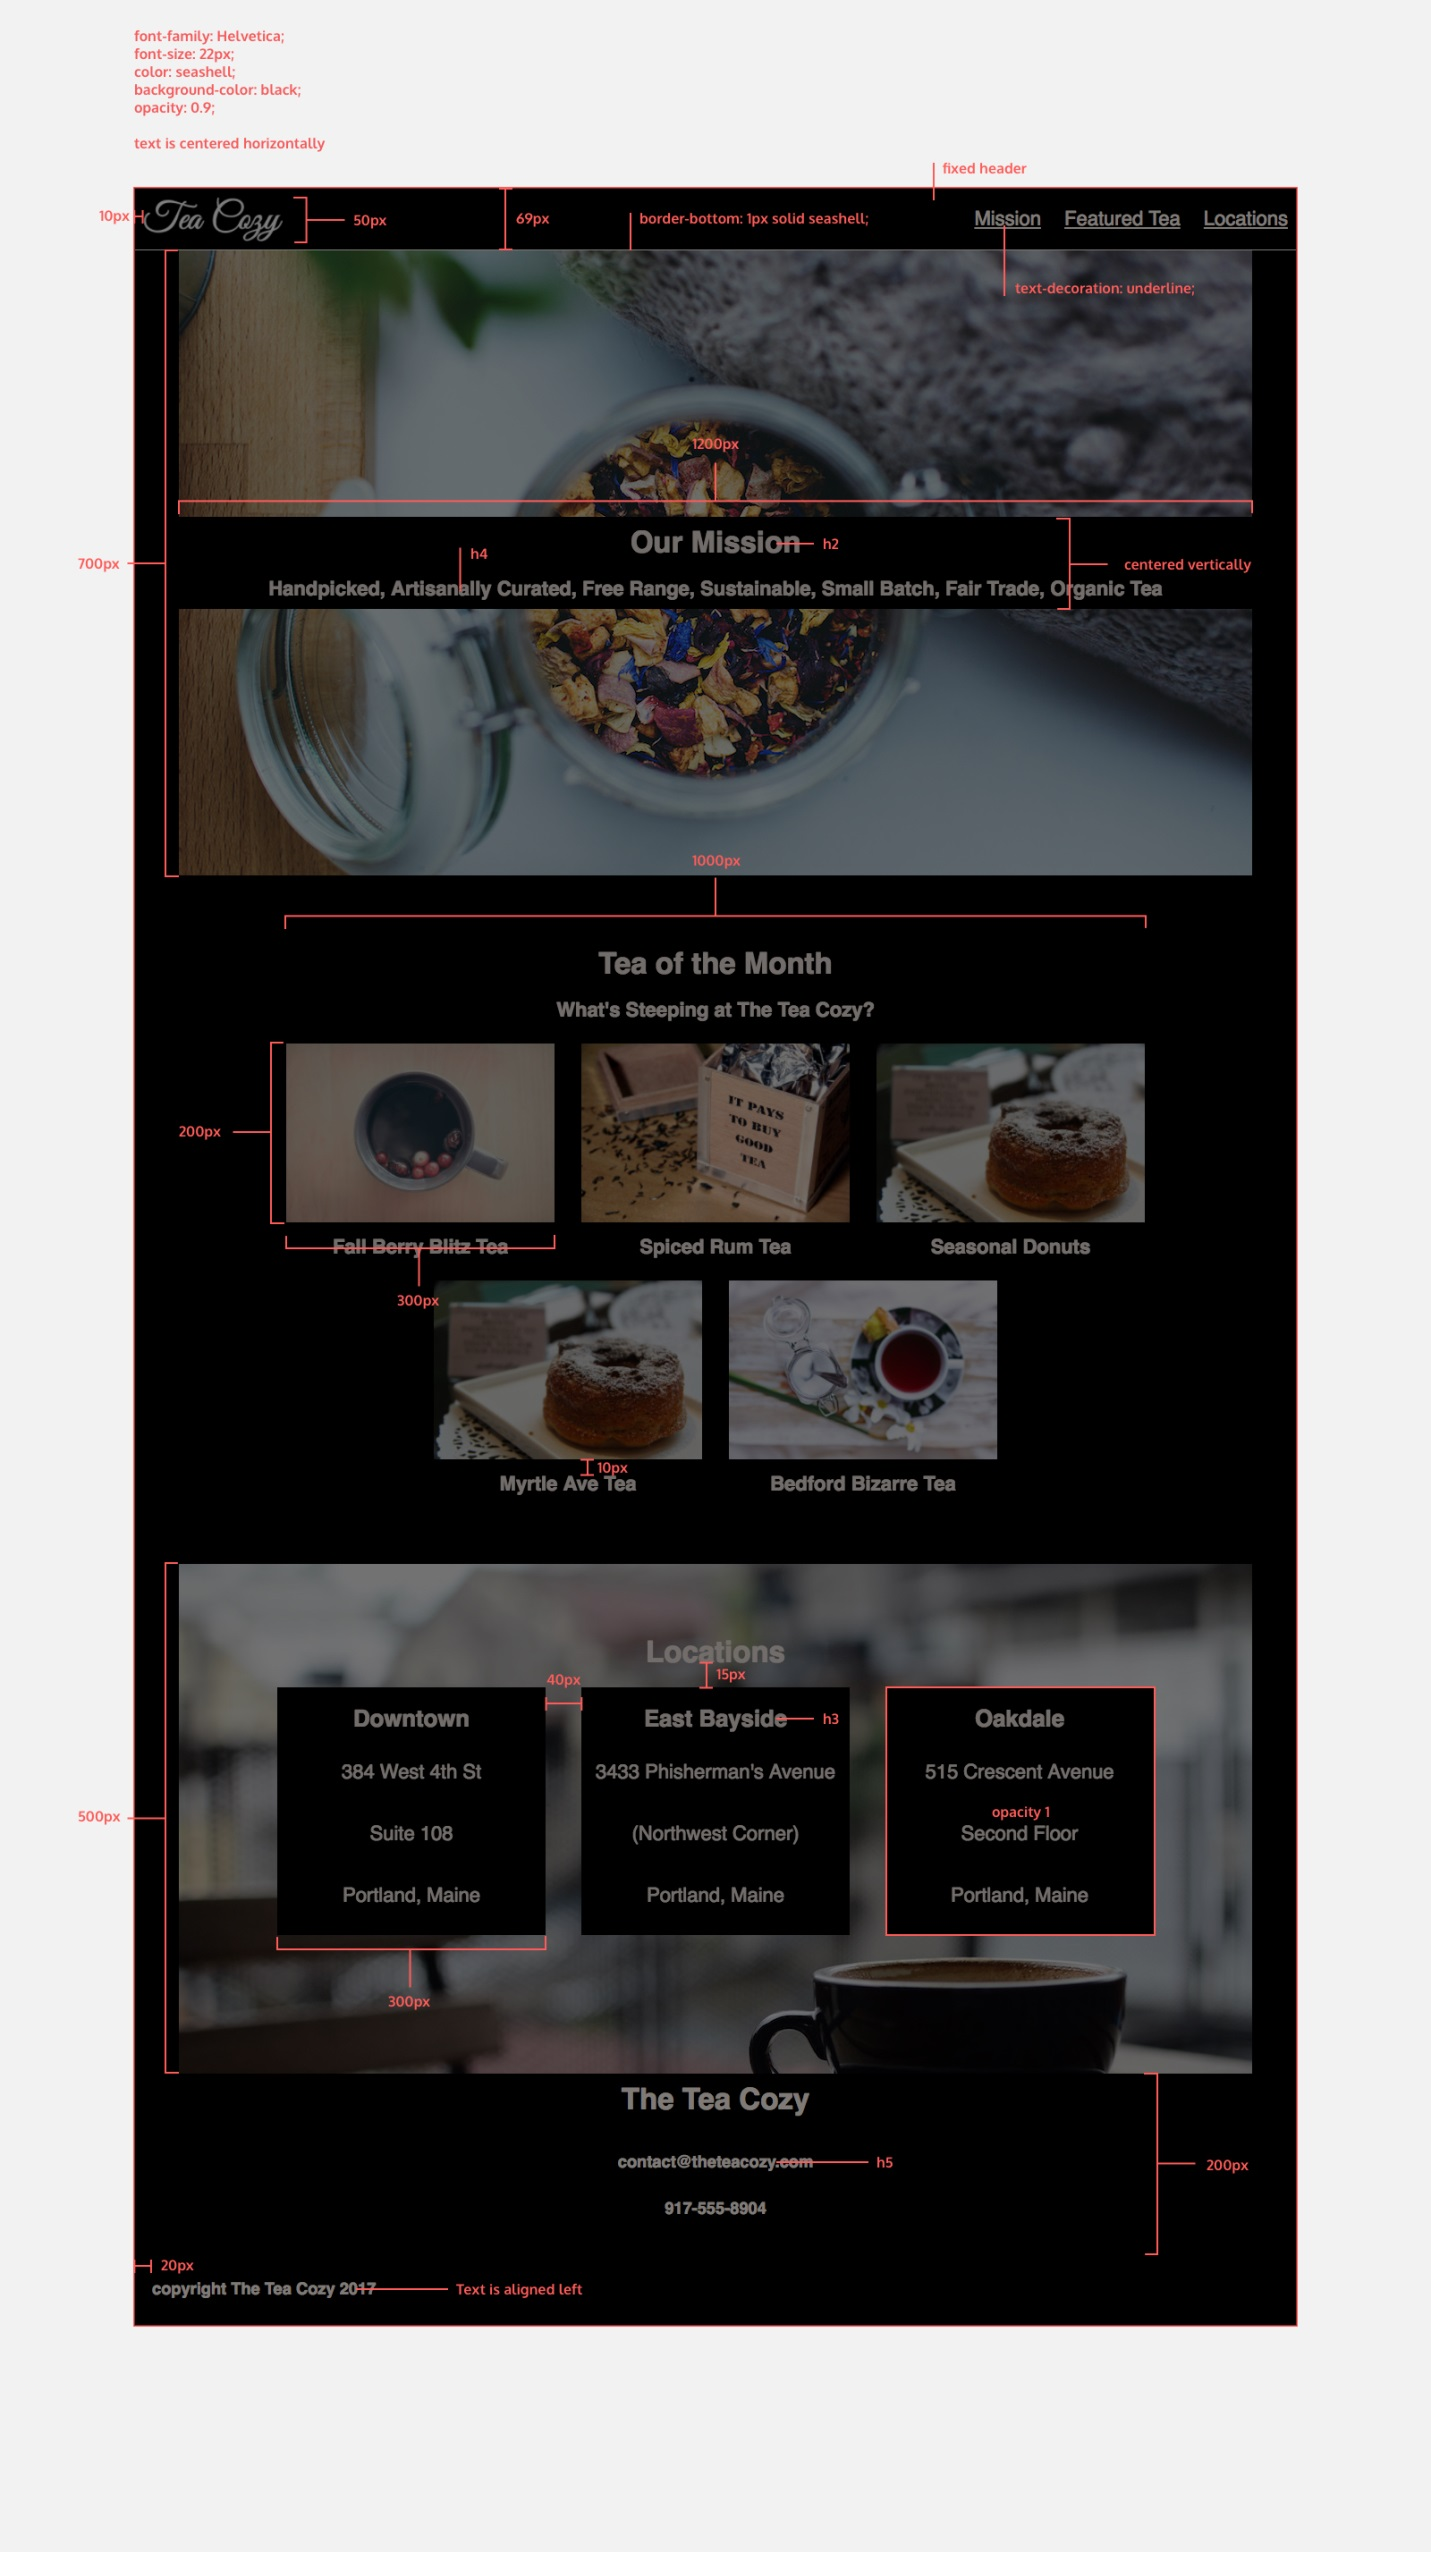 font-family: Helvetica;
font-size: 22px;
color: seashell;
background-color: black;
opacity: 0.9;
text is centered horizontally
fixed header
10px
Tea Cozy
50px
69px
border-bottom: 1px solid seashell;
Mission
Featured Tea
Locations
text-decoration: underline;
1200px
Our Mission
h2
h4
centered vertically
700px
Handpicked, Artisanally Curated, Free Range, Sustainable, Small Batch, Fair Trade, Organic Tea
1000px
Tea of the Month
What's Steeping at The Tea Cozy?
200px
IT PAYS
TO BUY
GOOD
TEA
Fall Berry Blitz Tea
Spiced Rum Tea
Seasonal Donuts
300px
10px
Myrtle Ave Tea
Bedford Bizarre Tea
Locations
15px
40px
Downtown
384 West 4th St
Suite 108
Portland, Maine
East Bayside
h3
3433 Phisherman's Avenue
(Northwest Corner)
Portland, Maine
Oakdale
515 Crescent Avenue
opacity 1
Second Floor
Portland, Maine
500px
300px
The Tea Cozy
contact@theteacozy.com
h5
200px
917-555-8904
20px
copyright The Tea Cozy 2017
Text is aligned left